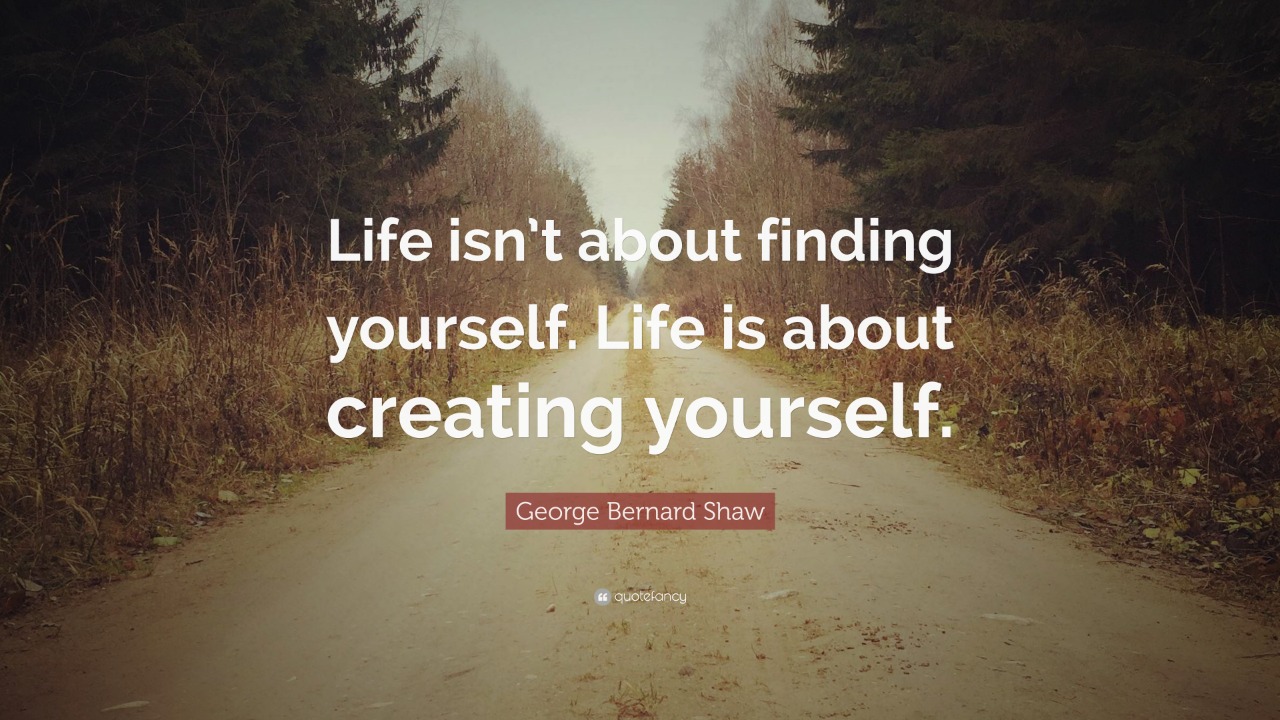 Life isn’t about finding
yourself. Life is about
creating yourself.
George Bernard Shaw
quotefancy